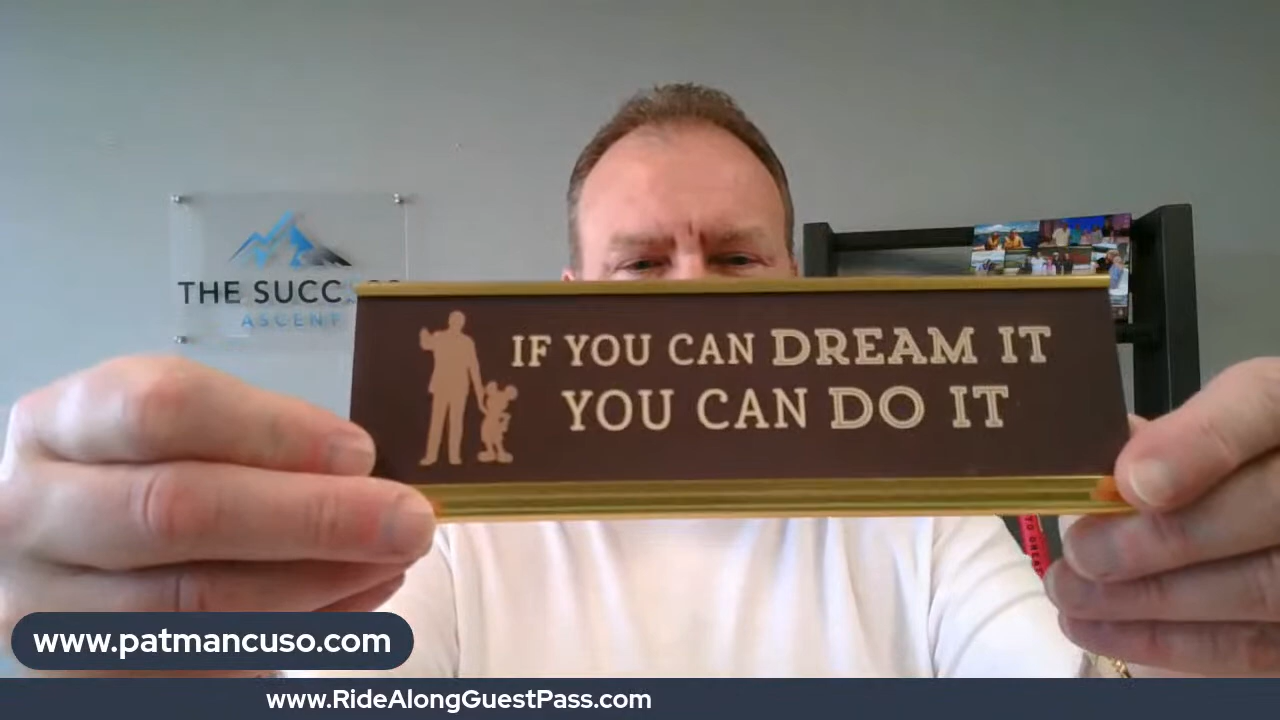 THE SUCC
ASCENT
IF YOU CAN DREAM IT
YOU CAN DO IT
www.patmancuso.com
www.RideAlongGuestPass.com